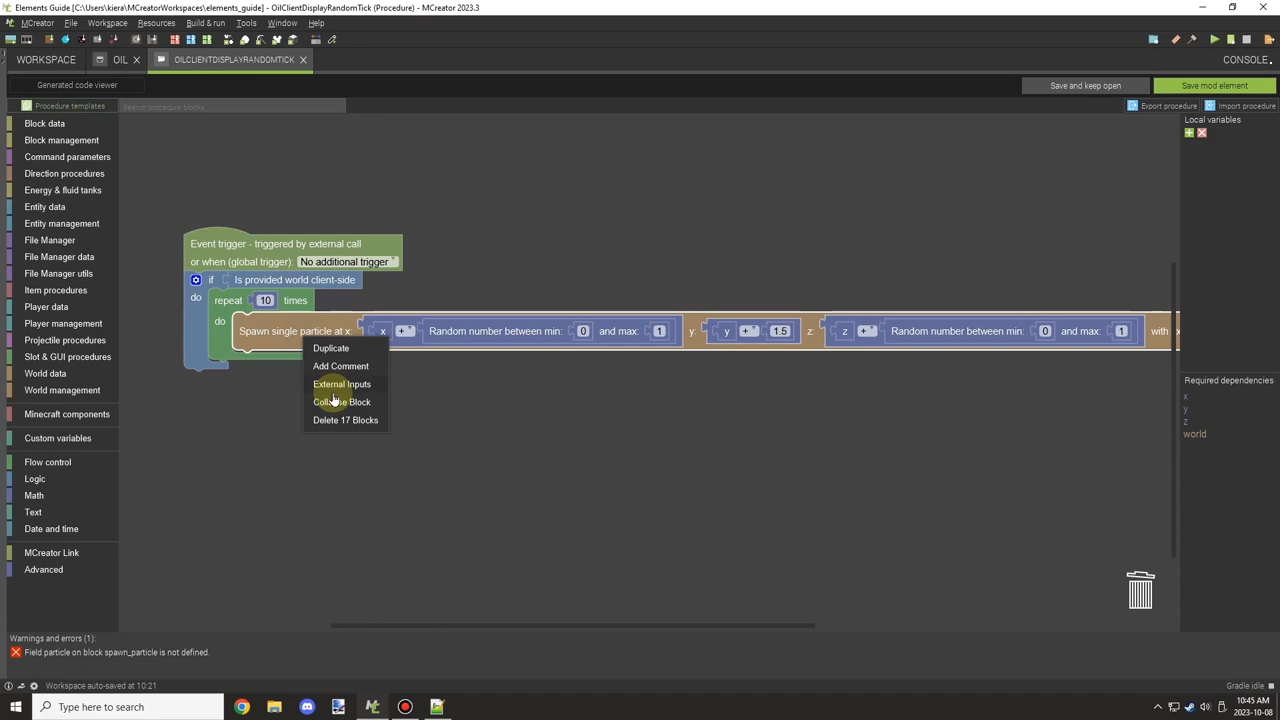 Elements Guide [C:\Users\kiera\MCreatorWorkspaces\elements_guide] - OilClientDisplayRandomTick (Procedure) - MCreator 2023.3
MCreator File Workspace Resources Build & run Tools Window Help
WORKSPACE OIL OILCLIENTDISPLAYRANDOMTICK CONSOLE
Generated code viewer Save and keep open Save mod element
Procedure templates Search procedure blocks Export procedure Import procedure
Block data
Block management
Command parameters
Direction procedures
Energy & fluid tanks
Entity data
Entity management
File Manager
File Manager data
File Manager utils
Item procedures
Player data
Player management
Projectile procedures
Slot & GUI procedures
World data
World management
Minecraft components
Custom variables
Flow control
Logic
Math
Text
Date and time
MCreator Link
Advanced
Event trigger - triggered by external call
or when (global trigger): No additional trigger
if Is provided world client-side
do repeat 10 times
do Spawn single particle at x: x + Random number between min: 0 and max: 1 y: y + 1.5 z: z + Random number between min: 0 and max: 1 with x
Duplicate
Add Comment
External Inputs
Collapse Block
Delete 17 Blocks
Local variables
Required dependencies
x
y
z
world
Warnings and errors (1):
Field particle on block spawn_particle is not defined.
Workspace auto-saved at 10:21 Gradle idle
Type here to search
10:45 AM
2023-10-08